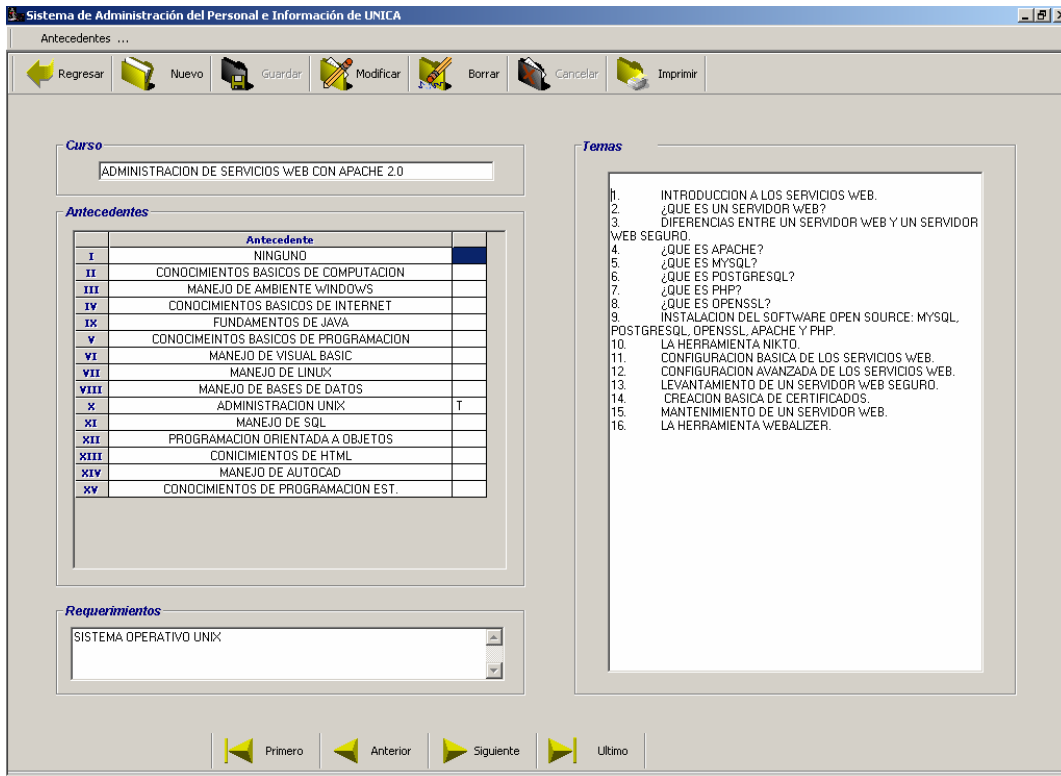 Sistema de Administración del Personal e Información de UNICA
Antecedentes ...
Regresar Nuevo Guardar Modificar Borrar Cancelar Imprimir
Curso
ADMINISTRACION DE SERVICIOS WEB CON APACHE 2.0
Antecedentes
Antecedente
I NINGUNO
II CONOCIMIENTOS BASICOS DE COMPUTACION
III MANEJO DE AMBIENTE WINDOWS
IV CONOCIMIENTOS BASICOS DE INTERNET
IX FUNDAMENTOS DE JAVA
V CONOCIMEINTOS BASICOS DE PROGRAMACION
VI MANEJO DE VISUAL BASIC
VII MANEJO DE LINUX
VIII MANEJO DE BASES DE DATOS
X ADMINISTRACION UNIX T
XI MANEJO DE SQL
XII PROGRAMACION ORIENTADA A OBJETOS
XIII CONICIMIENTOS DE HTML
XIV MANEJO DE AUTOCAD
XV CONOCIMIENTOS DE PROGRAMACION EST.
Requerimientos
SISTEMA OPERATIVO UNIX
Temas
1. INTRODUCCION A LOS SERVICIOS WEB.
2. ¿QUE ES UN SERVIDOR WEB?
3. DIFERENCIAS ENTRE UN SERVIDOR WEB Y UN SERVIDOR
WEB SEGURO.
4. ¿QUE ES APACHE?
5. ¿QUE ES MYSQL?
6. ¿QUE ES POSTGRESQL?
7. ¿QUE ES PHP?
8. ¿QUE ES OPENSSL?
9. INSTALACION DEL SOFTWARE OPEN SOURCE: MYSQL,
POSTGRESQL, OPENSSL, APACHE Y PHP.
10. LA HERRAMIENTA NIKTO.
11. CONFIGURACION BASICA DE LOS SERVICIOS WEB.
12. CONFIGURACION AVANZADA DE LOS SERVICIOS WEB.
13. LEVANTAMIENTO DE UN SERVIDOR WEB SEGURO.
14. CREACION BASICA DE CERTIFICADOS.
15. MANTENIMIENTO DE UN SERVIDOR WEB.
16. LA HERRAMIENTA WEBALIZER.
Primero Anterior Siguiente Ultimo